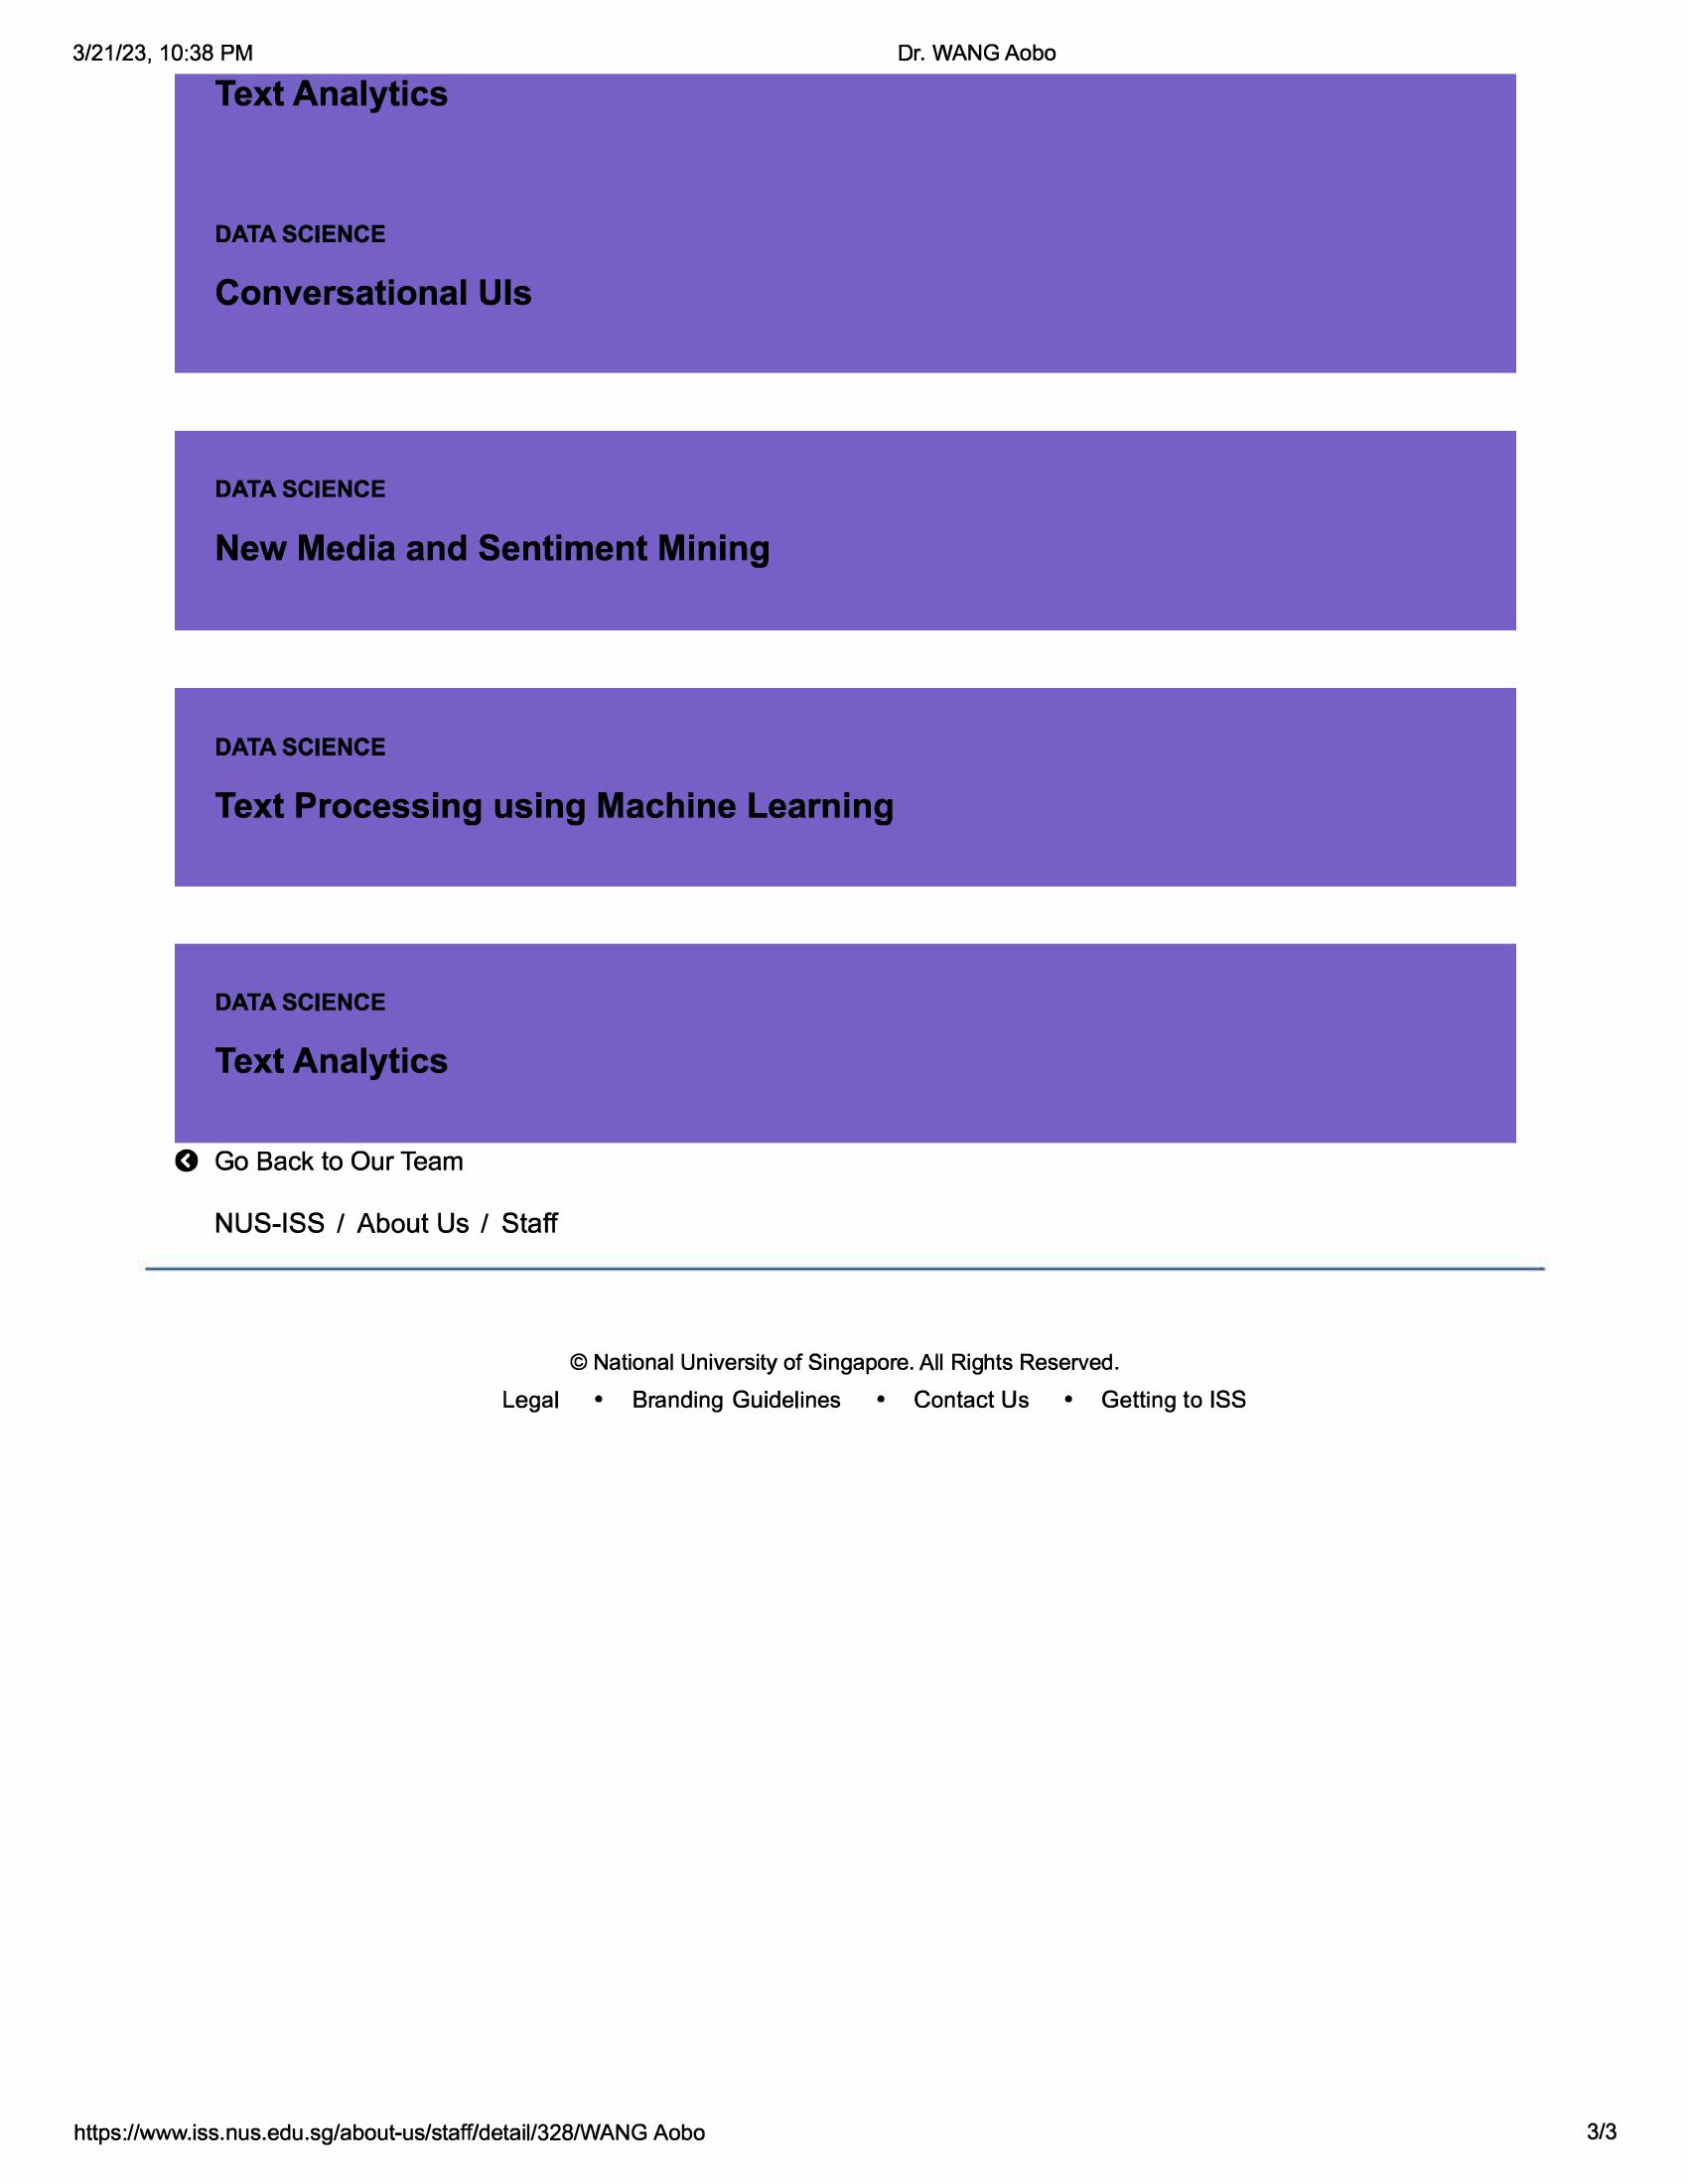 3/21/23, 10:38 PM Dr. WANG Aobo
Text Analytics
DATA SCIENCE
Conversational UIs
DATA SCIENCE
New Media and Sentiment Mining
DATA SCIENCE
Text Processing using Machine Learning
DATA SCIENCE
Text Analytics
Go Back to Our Team
NUS-ISS / About Us / Staff
© National University of Singapore. All Rights Reserved.
Legal • Branding Guidelines • Contact Us • Getting to ISS
https://www.iss.nus.edu.sg/about-us/staff/detail/328/WANG Aobo 3/3